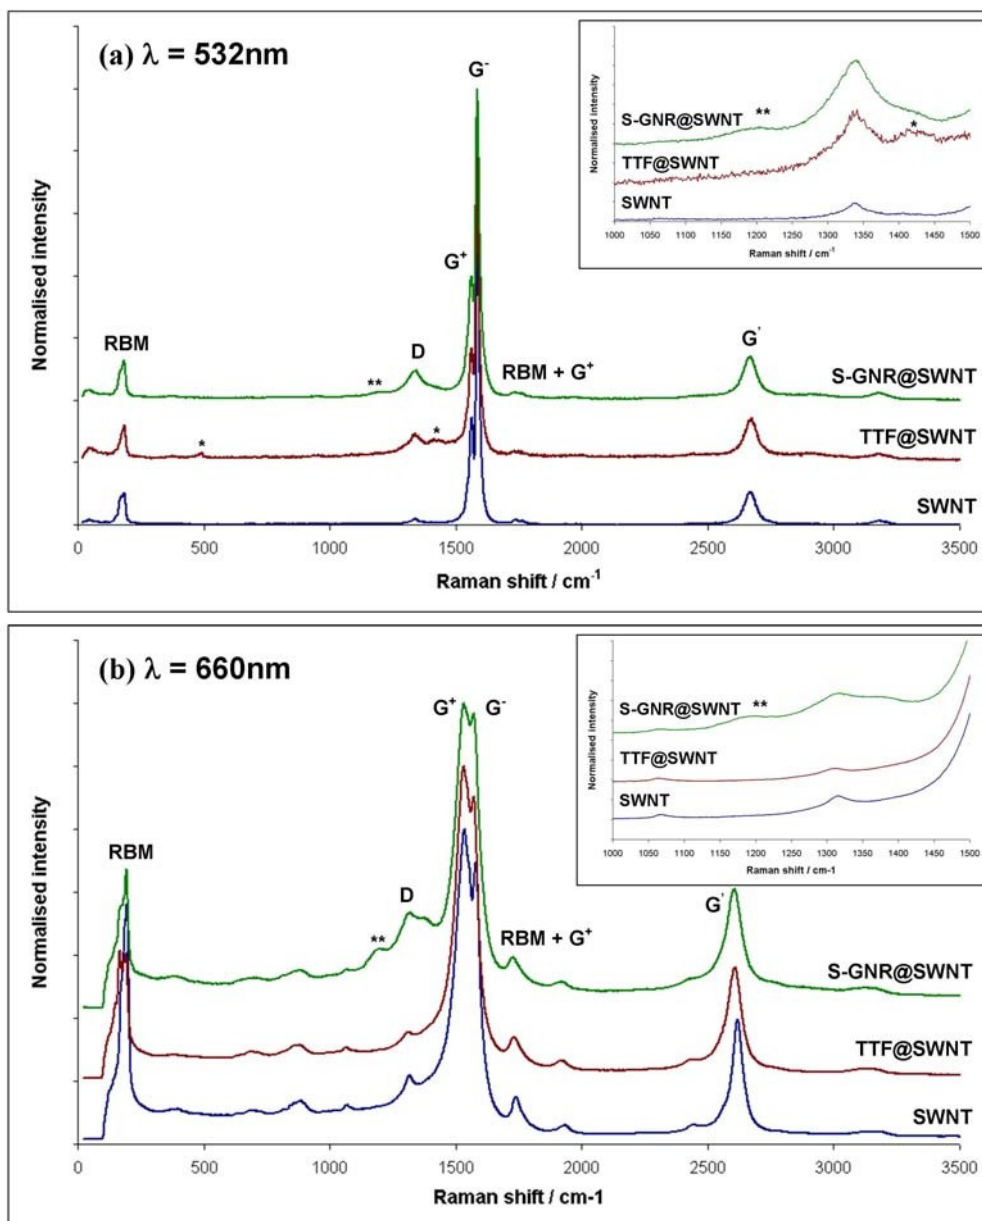 (a) λ = 532nm
Normalised intensity
RBM
**
*
D
*
G⁺
G⁻
RBM + G⁺
G'
S-GNR@SWNT
TTF@SWNT
SWNT
0 500 1000 1500 2000 2500 3000 3500
Raman shift / cm⁻¹
Normalised intensity
S-GNR@SWNT
**
TTF@SWNT
*
SWNT
1000 1050 1100 1150 1200 1250 1300 1350 1400 1450 1500
Raman shift / cm⁻¹
(b) λ = 660nm
Normalised intensity
RBM
**
D
G⁺ G⁻
RBM + G⁺
G'
S-GNR@SWNT
TTF@SWNT
SWNT
0 500 1000 1500 2000 2500 3000 3500
Raman shift / cm-1
Normalised intensity
S-GNR@SWNT
**
TTF@SWNT
SWNT
1000 1050 1100 1150 1200 1250 1300 1350 1400 1450 1500
Raman shift / cm-1